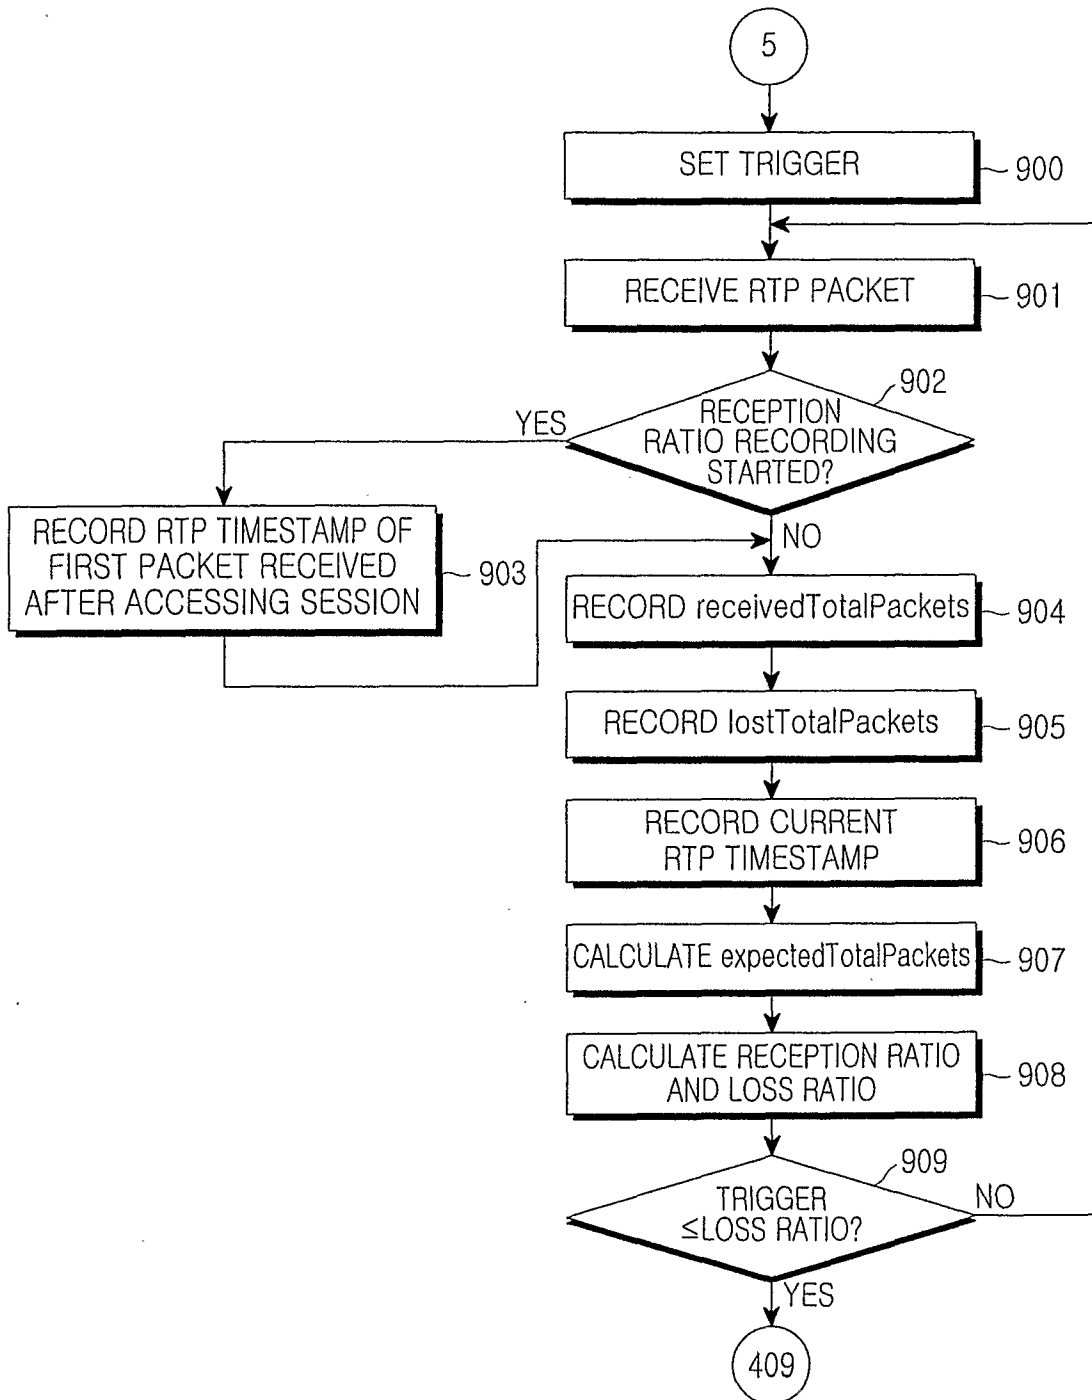 5
SET TRIGGER
900
RECEIVE RTP PACKET
901
902
YES
RECEPTION
RATIO RECORDING
STARTED?
RECORD RTP TIMESTAMP OF
FIRST PACKET RECEIVED
AFTER ACCESSING SESSION
903
NO
RECORD receivedTotalPackets
904
RECORD lostTotalPackets
905
RECORD CURRENT
RTP TIMESTAMP
906
CALCULATE expectedTotalPackets
907
CALCULATE RECEPTION RATIO
AND LOSS RATIO
908
909
TRIGGER
≤LOSS RATIO?
NO
YES
409